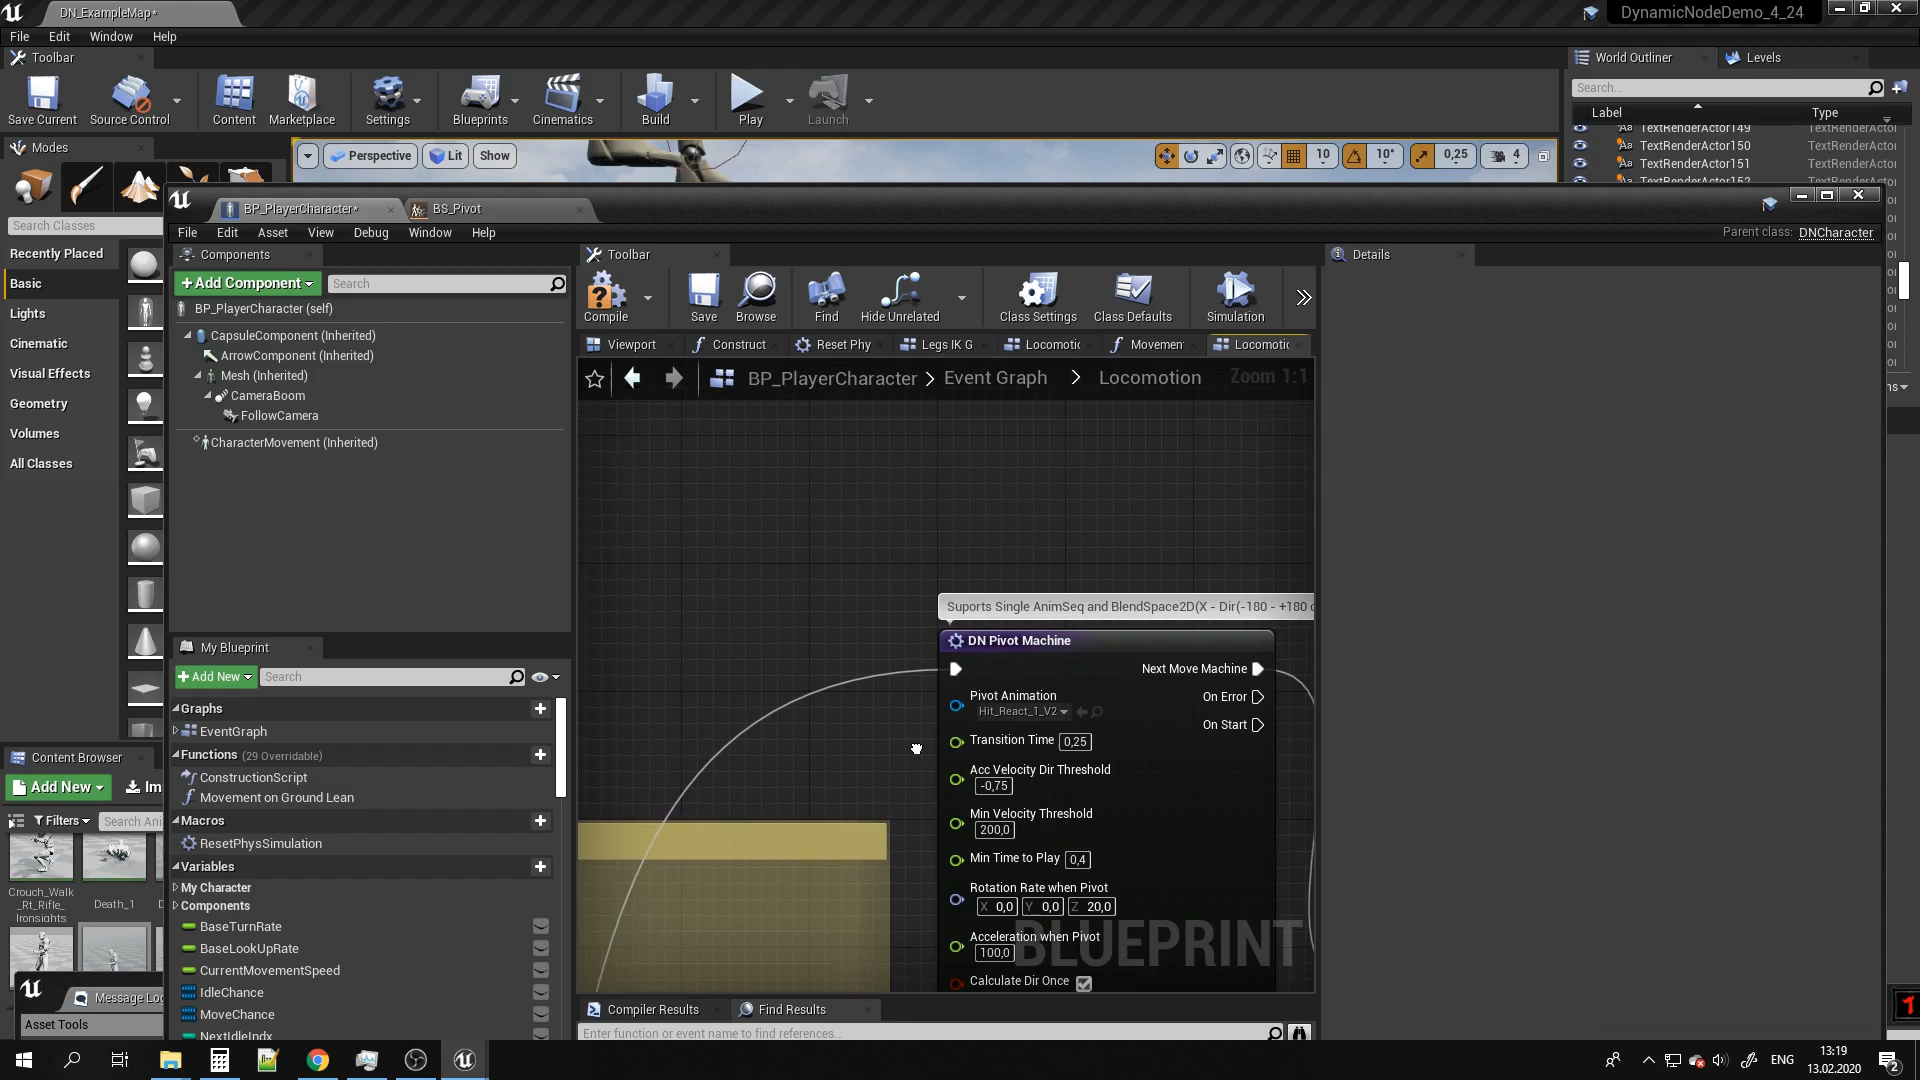 DN_ExampleMap*
DynamicNodeDemo_4_24
File Edit Window Help
Toolbar
World Outliner Levels
Search...
Save Current Source Control Content Marketplace Settings Blueprints Cinematics Build Play Launch
Label Type
TextRenderActor149 TextRenderActor
TextRenderActor150 TextRenderActor
TextRenderActor151 TextRenderActor
TextRenderActor152 TextRenderActor
Modes
Perspective Lit Show 10 10° 0,25 4
Search Classes
Recently Placed
Basic
Lights
Cinematic
Visual Effects
Geometry
Volumes
All Classes
BP_PlayerCharacter* BS_Pivot
File Edit Asset View Debug Window Help
Parent class: DNCharacter
Components
+Add Component Search
BP_PlayerCharacter (self)
CapsuleComponent (Inherited)
ArrowComponent (Inherited)
Mesh (Inherited)
CameraBoom
FollowCamera
CharacterMovement (Inherited)
Toolbar
Compile Save Browse Find Hide Unrelated Class Settings Class Defaults Simulation
Viewport Construct Reset Phy Legs IK G Locomotic Movemen Locomotic
BP_PlayerCharacter > Event Graph > Locomotion Zoom 1:1
Suports Single AnimSeq and BlendSpace2D(X - Dir(-180 - +180
DN Pivot Machine
Next Move Machine
Pivot Animation On Error
Hit_React_1_V2
On Start
Transition Time 0,25
Acc Velocity Dir Threshold
-0,75
Min Velocity Threshold
200,0
Min Time to Play 0,4
Rotation Rate when Pivot
X 0,0 Y 0,0 Z 20,0
Acceleration when Pivot
100,0
Calculate Dir Once
BLUEPRINT
Details
My Blueprint
+Add New Search
Graphs
EventGraph
Functions (29 Overridable)
ConstructionScript
Movement on Ground Lean
Macros
ResetPhysSimulation
Variables
My Character
Components
BaseTurnRate
BaseLookUpRate
CurrentMovementSpeed
IdleChance
MoveChance
NextIdleIndx
Compiler Results Find Results
Enter function or event name to find references...
Content Browser
Add New Im
Filters Search Ani
Crouch_Walk
_Rt_Rifle_
Ironsights
Death_1
Message Log
Asset Tools
ENG
13:19
13.02.2020
2